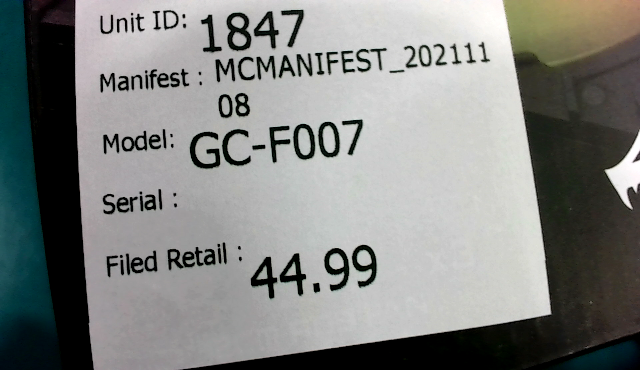 Unit ID: 1847
Manifest : MCMANIFEST_202111
08
Model: GC-F007
Serial :
Filed Retail : 44.99